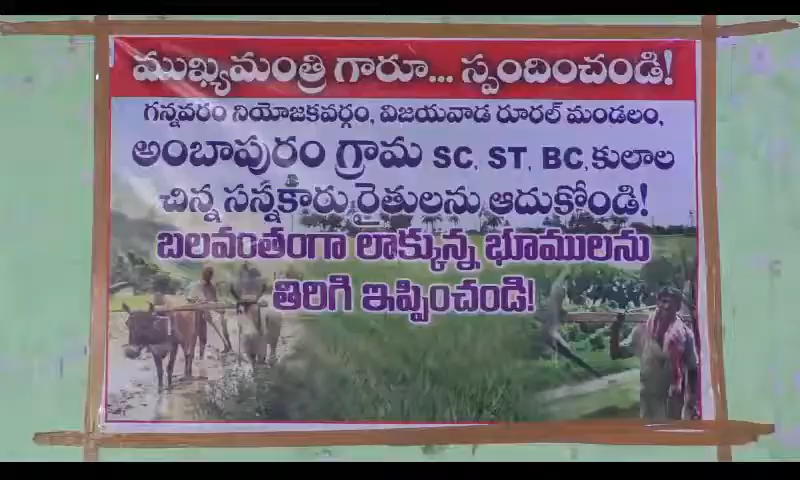 ముఖ్యమంత్రి గారూ... స్పందించండి!
గన్నవరం నియోజకవర్గం, విజయవాడ రూరల్ మండలం,
అంబాపురం గ్రామ SC, ST, BC, కులాల
చిన్న సన్నకారు రైతులను ఆదుకోండి!
బలవంతంగా లాక్కున్న భూములను
తిరిగి ఇప్పించండి!